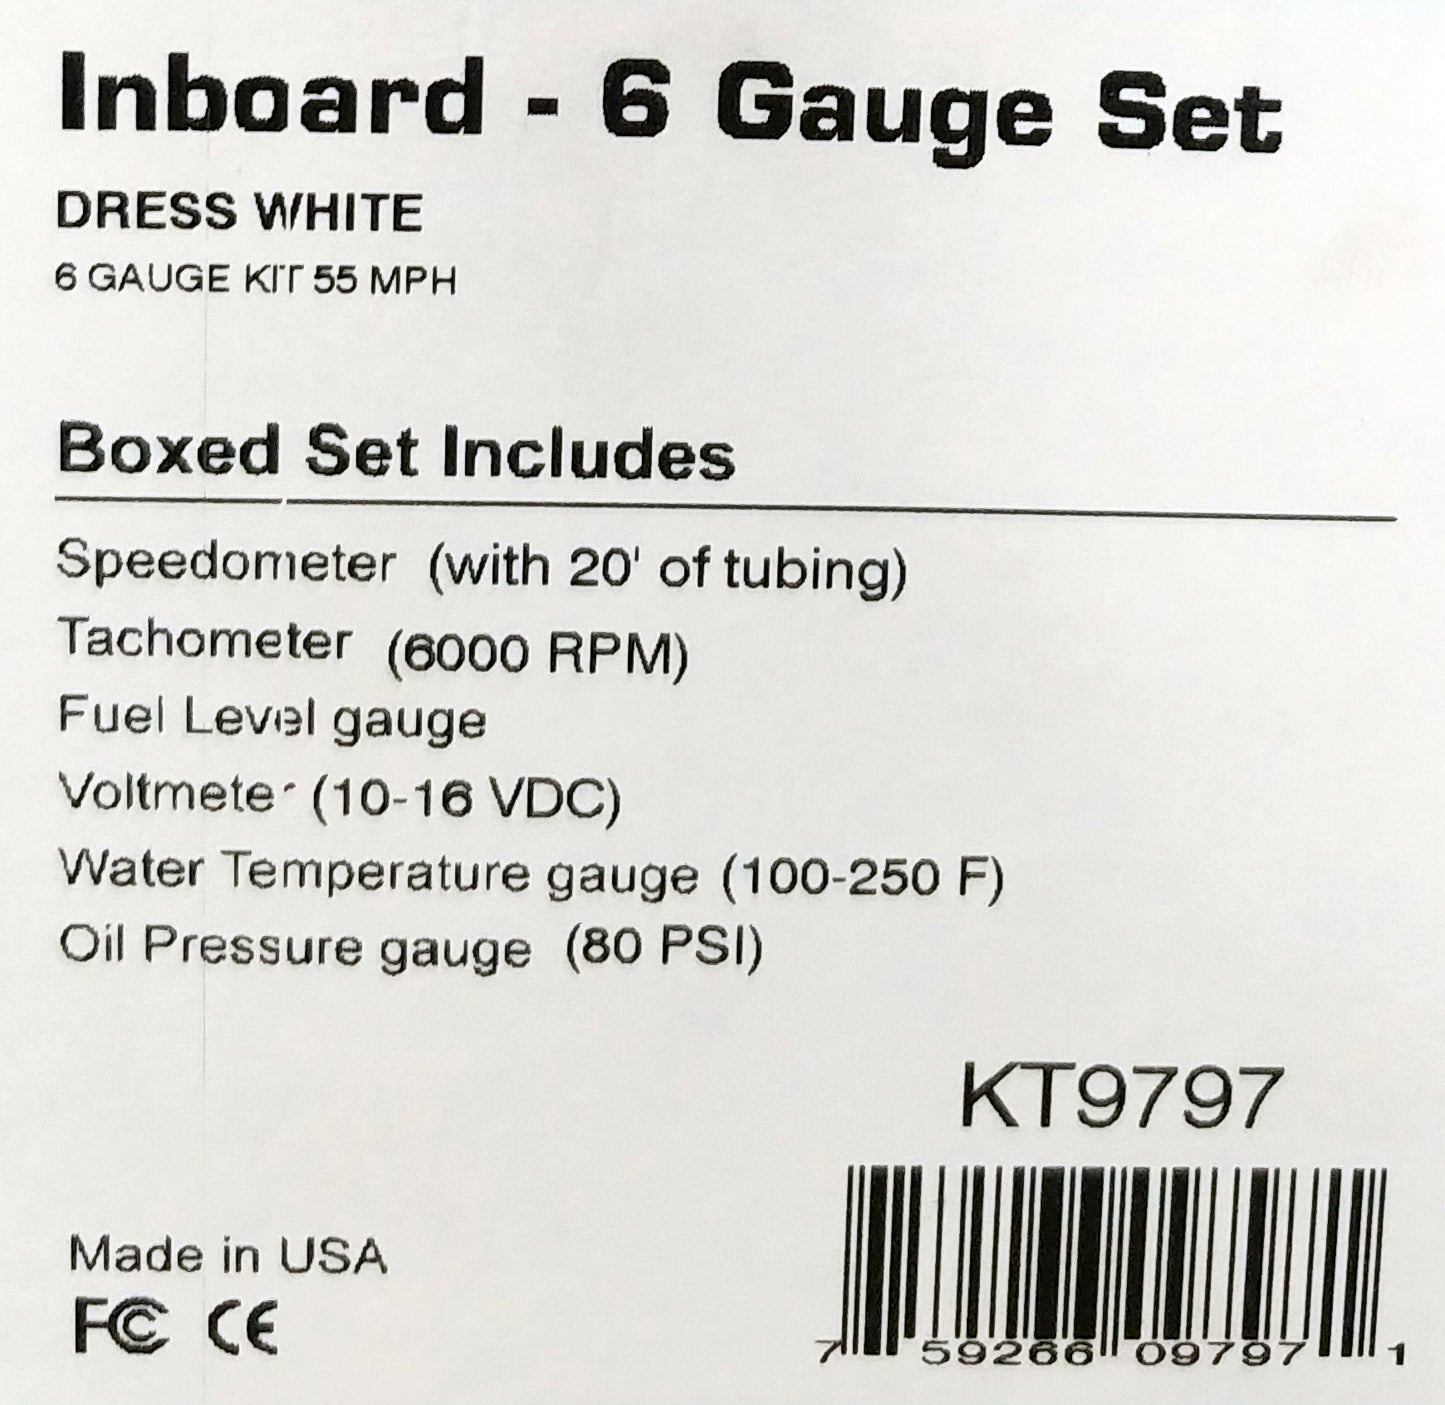 Inboard - 6 Gauge Set
DRESS WHITE
6 GAUGE KIT 55 MPH
Boxed Set Includes
Speedometer (with 20' of tubing)
Tachometer (6000 RPM)
Fuel Level gauge
Voltmeter (10-16 VDC)
Water Temperature gauge (100-250 F)
Oil Pressure gauge (80 PSI)
KT9797
Made in USA
FC CE
7 59266 09797 1